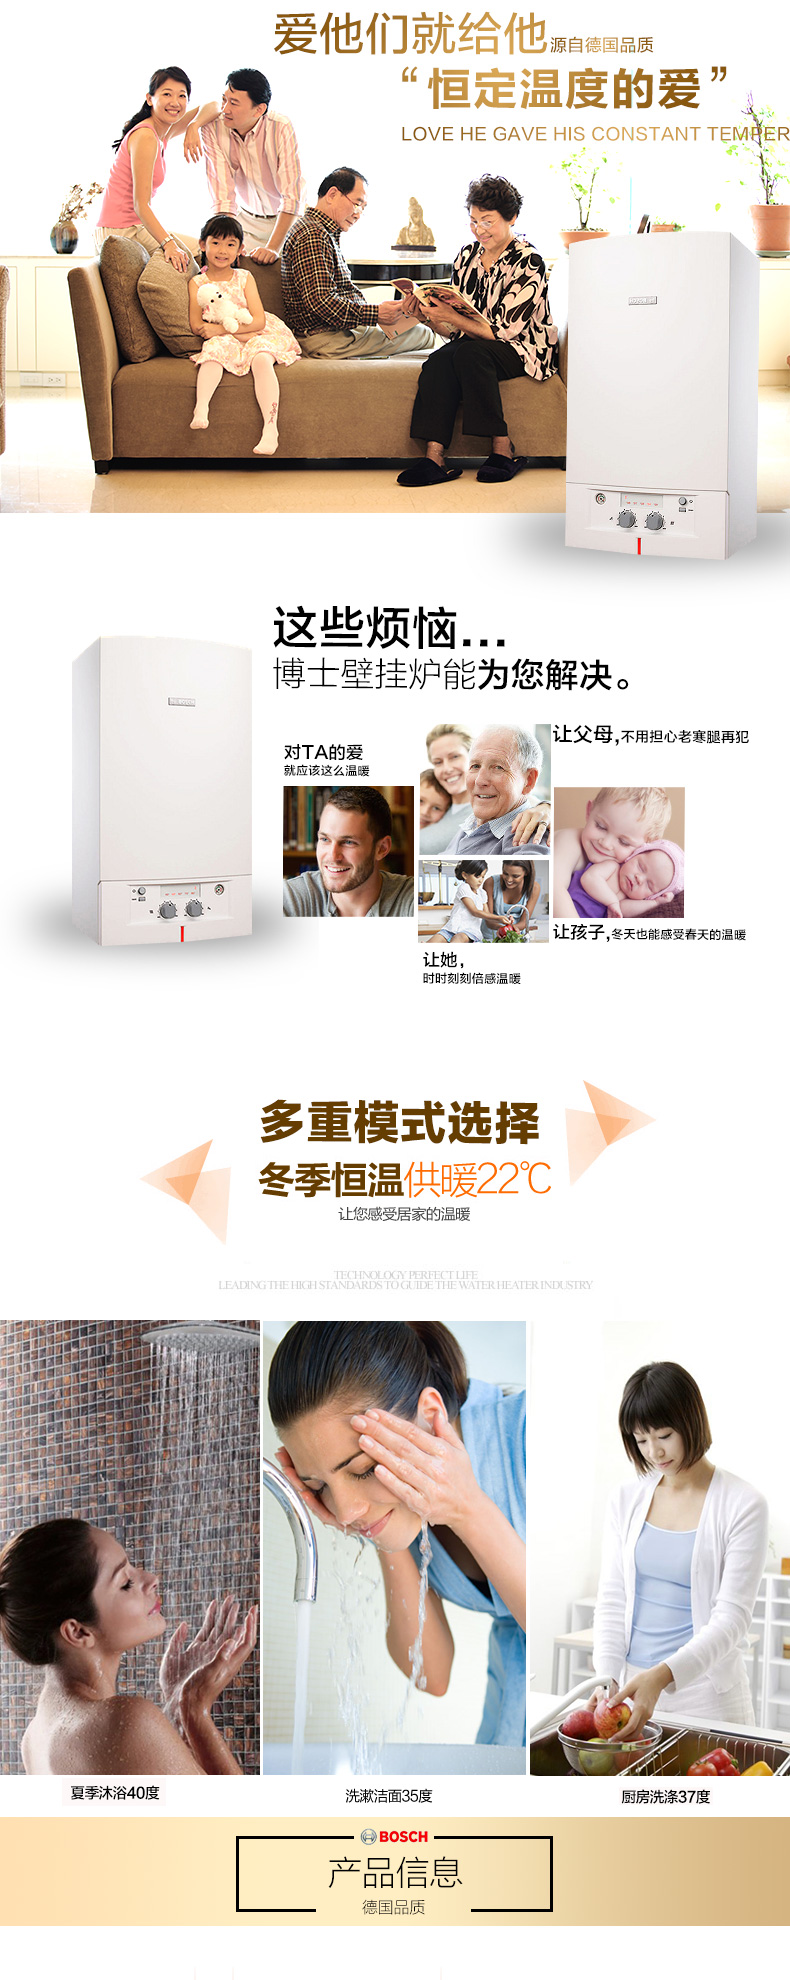 爱他们就给他源自德国品质
“恒定温度的爱”
LOVE HE GAVE HIS CONSTANT TEMPER
这些烦恼...
博士壁挂炉能为您解决。
对TA的爱
就应该这么温暖
让父母,不用担心老寒腿再犯
让孩子,冬天也能感受春天的温暖
让她,
时时刻刻倍感温暖
多重模式选择
冬季恒温供暖22℃
让您感受居家的温暖
TECHNOLOGY PERFECT LIFE
LEADING THE HIGH STANDARDS TO GUIDE THE WATER HEATER INDUSTRY
夏季沐浴40度
洗漱洁面35度
厨房洗涤37度
BOSCH
产品信息
德国品质